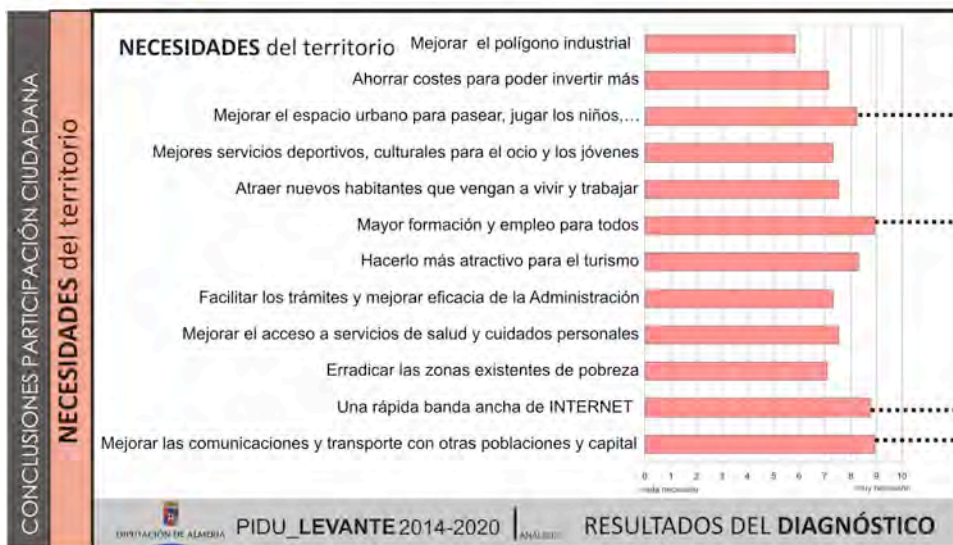 CONCLUSIONES PARTICIPACIÓN CIUDADANA
NECESIDADES del territorio
NECESIDADES del territorio
Mejorar el polígono industrial
Ahorrar costes para poder invertir más
Mejorar el espacio urbano para pasear, jugar los niños,...
Mejores servicios deportivos, culturales para el ocio y los jóvenes
Atraer nuevos habitantes que vengan a vivir y trabajar
Mayor formación y empleo para todos
Hacerlo más atractivo para el turismo
Facilitar los trámites y mejorar eficacia de la Administración
Mejorar el acceso a servicios de salud y cuidados personales
Erradicar las zonas existentes de pobreza
Una rápida banda ancha de INTERNET
Mejorar las comunicaciones y transporte con otras poblaciones y capital
0 1 2 3 4 5 6 7 8 9 10
nada necesario muy necesario
DIPUTACIÓN DE ALMERÍA PIDU_LEVANTE 2014-2020 ANÁLISIS RESULTADOS DEL DIAGNÓSTICO